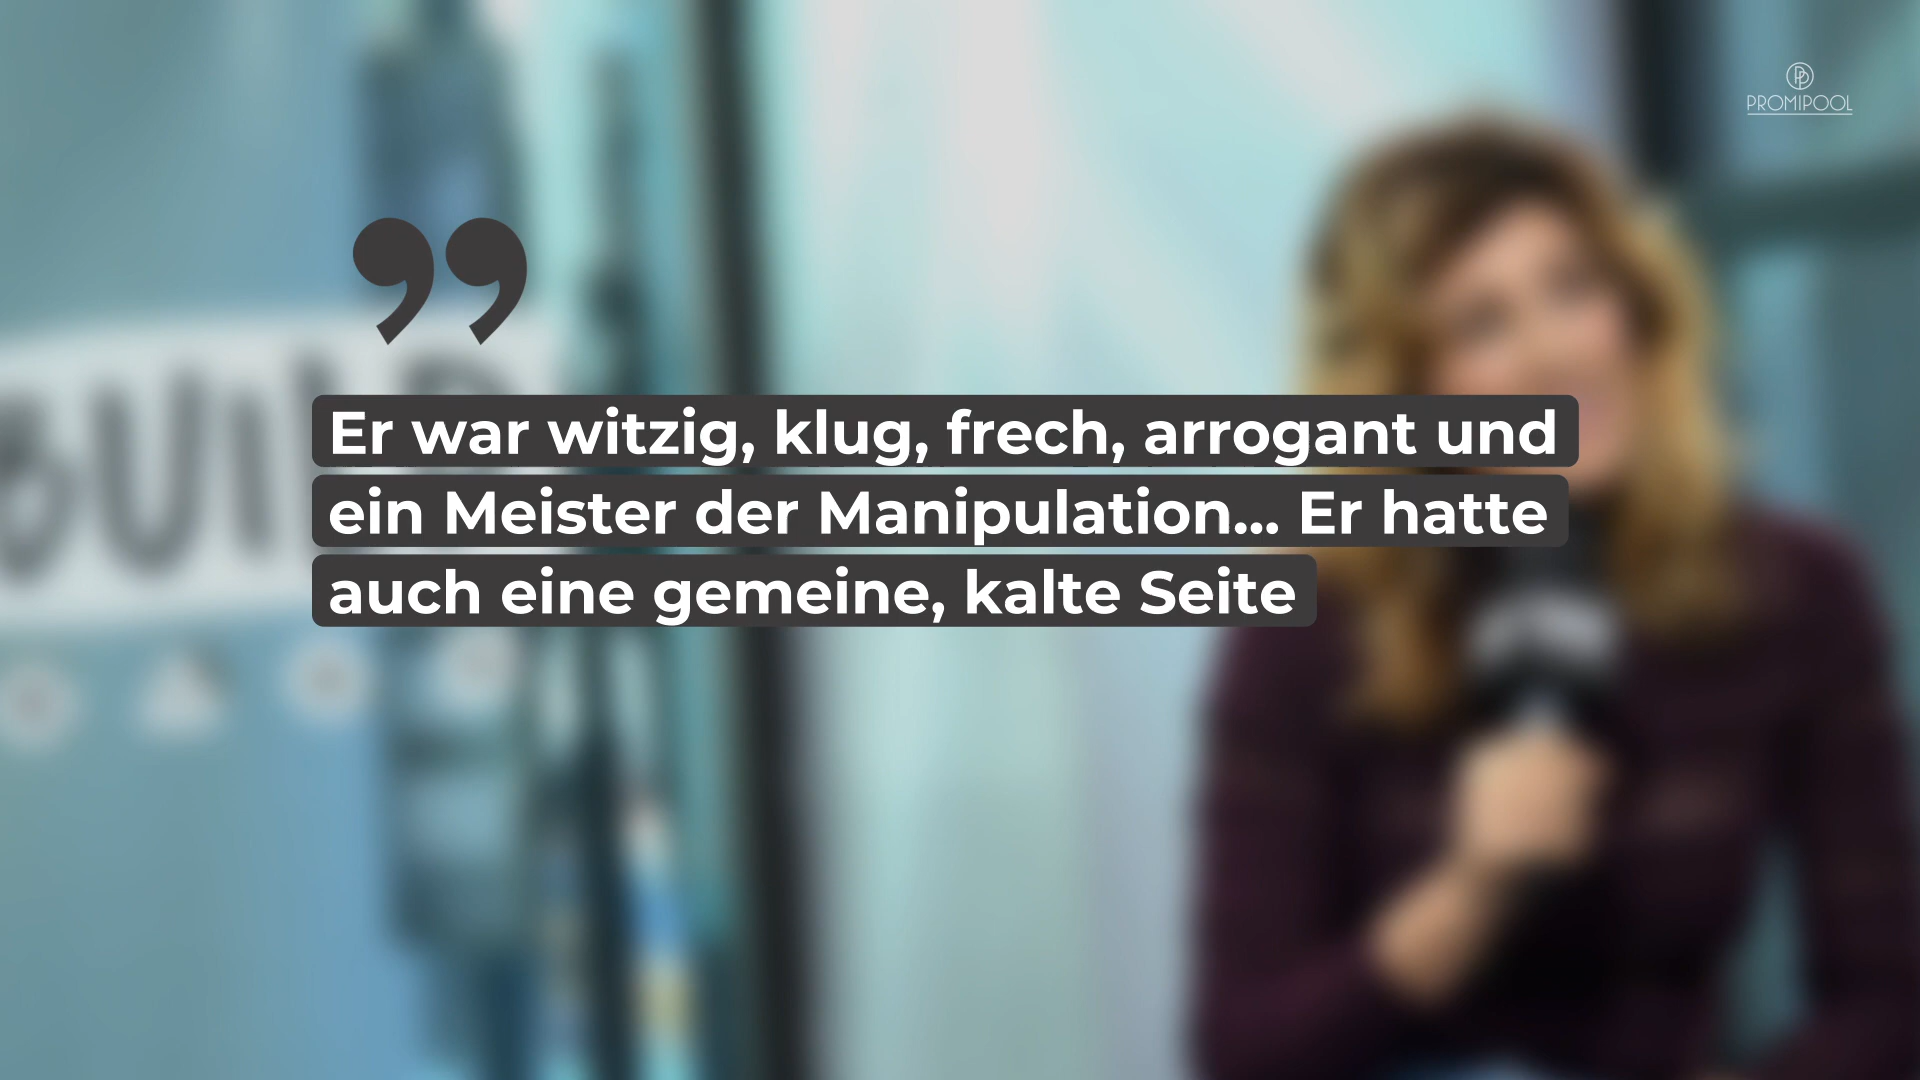 PROMIPOOL
”
Er war witzig, klug, frech, arrogant und
ein Meister der Manipulation... Er hatte
auch eine gemeine, kalte Seite